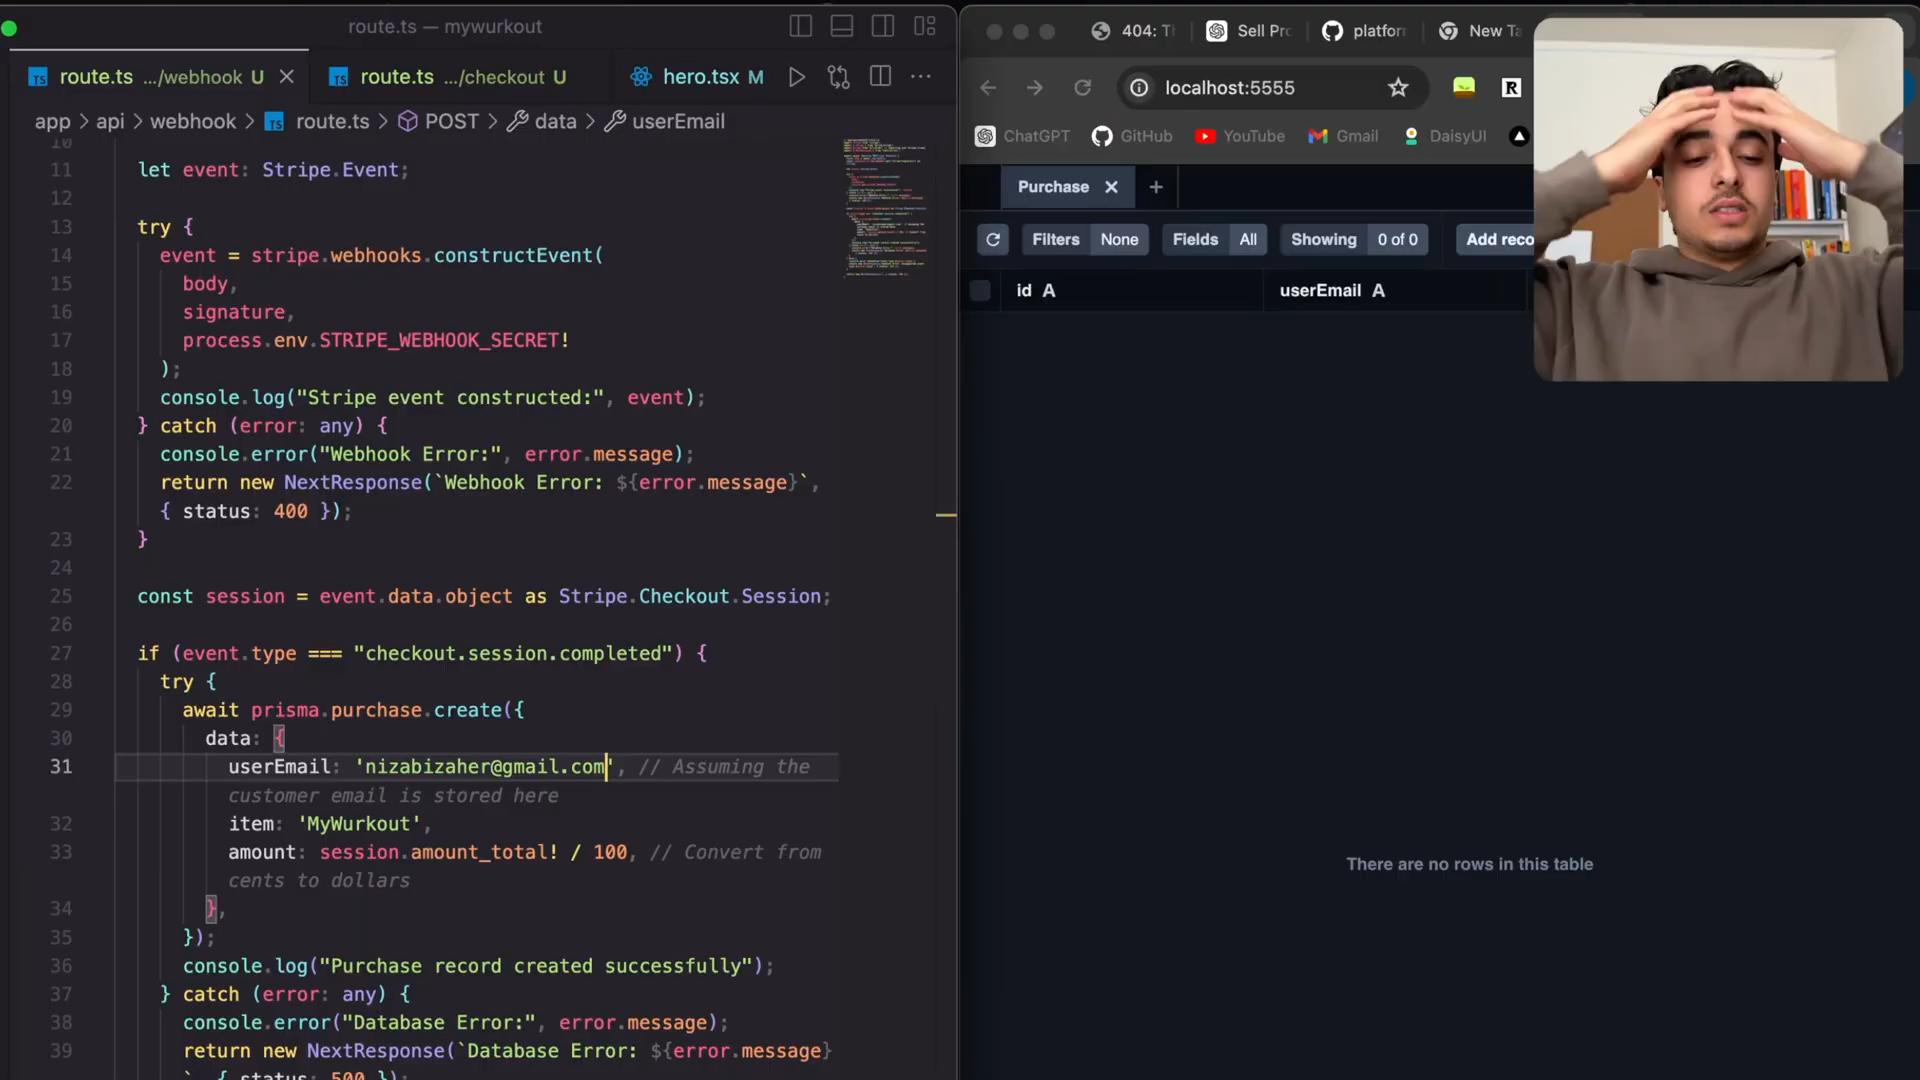 route.ts — mywurkout
route.ts .../webhook U
route.ts .../checkout U
hero.tsx M
app > api > webhook > route.ts > POST > data > userEmail
10
11 let event: Stripe.Event;
12
13 try {
14 event = stripe.webhooks.constructEvent(
15 body,
16 signature,
17 process.env.STRIPE_WEBHOOK_SECRET!
18 );
19 console.log("Stripe event constructed:", event);
20 } catch (error: any) {
21 console.error("Webhook Error:", error.message);
22 return new NextResponse(`Webhook Error: ${error.message}`,
{ status: 400 });
23 }
24
25 const session = event.data.object as Stripe.Checkout.Session;
26
27 if (event.type === "checkout.session.completed") {
28 try {
29 await prisma.purchase.create({
30 data: {
31 userEmail: 'nizabizaher@gmail.com', // Assuming the
customer email is stored here
32 item: 'MyWurkout',
33 amount: session.amount_total! / 100, // Convert from
cents to dollars
34 },
35 });
36 console.log("Purchase record created successfully");
37 } catch (error: any) {
38 console.error("Database Error:", error.message);
39 return new NextResponse(`Database Error: ${error.message}
`, { status: 500 });
404: T
Sell Pro
platfor
New Ta
localhost:5555
ChatGPT
GitHub
YouTube
Gmail
DaisyUI
Purchase
Filters None
Fields All
Showing 0 of 0
Add reco
id A
userEmail A
There are no rows in this table